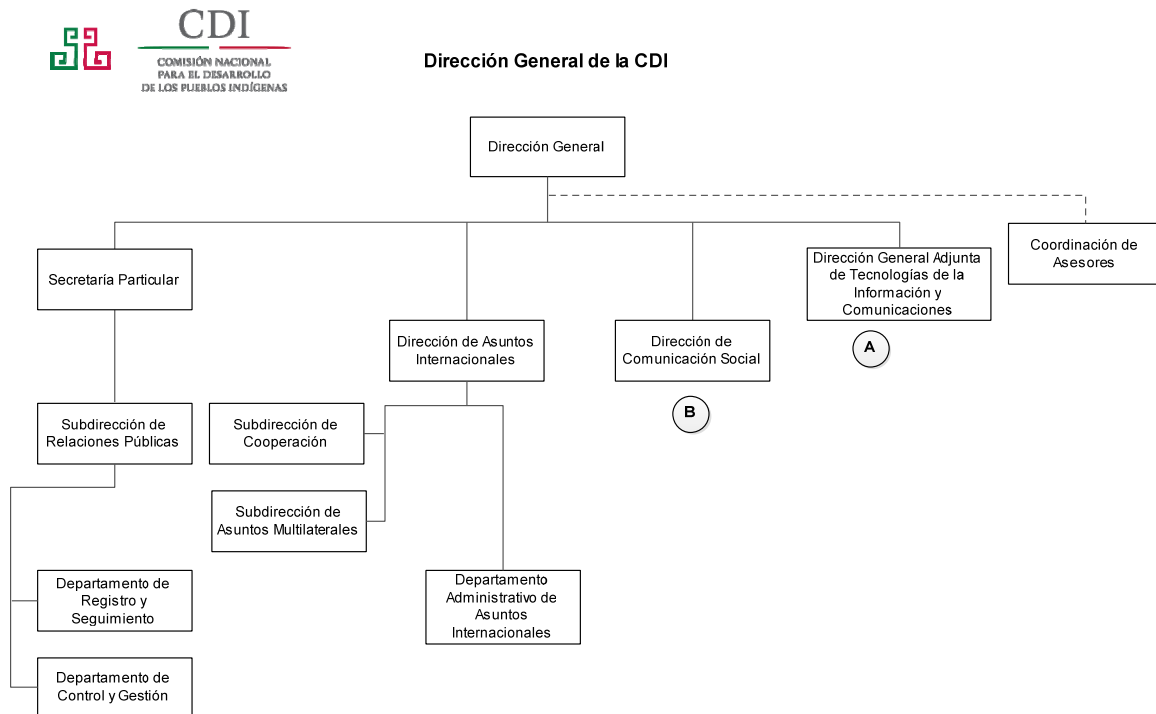 CDI
COMISIÓN NACIONAL
PARA EL DESARROLLO
DE LOS PUEBLOS INDÍGENAS
Dirección General de la CDI
Dirección General
Secretaría Particular
Dirección General Adjunta
de Tecnologías de la
Información y
Comunicaciones
Coordinación de
Asesores
Dirección de Asuntos
Internacionales
Dirección de
Comunicación Social
A
B
Subdirección de
Relaciones Públicas
Subdirección de
Cooperación
Subdirección de
Asuntos Multilaterales
Departamento de
Registro y
Seguimiento
Departamento
Administrativo de
Asuntos
Internacionales
Departamento de
Control y Gestión